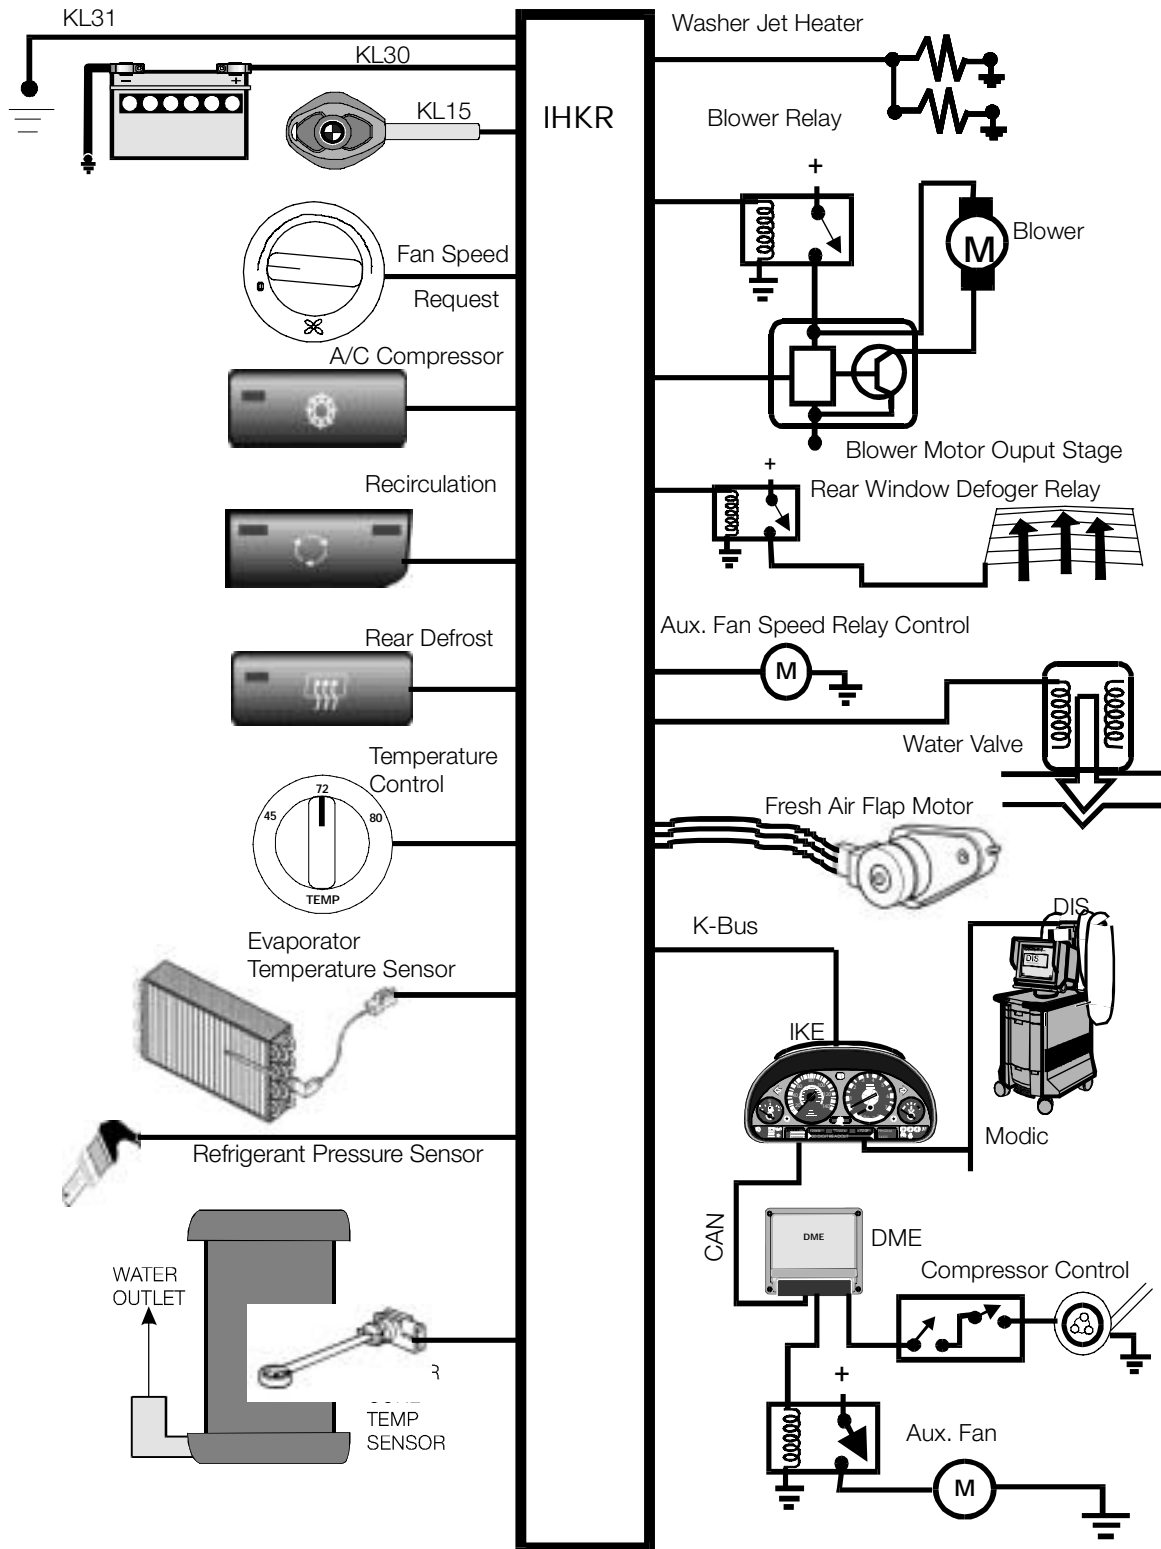 KL31
KL30
KL15
IHKR
Fan Speed
Request
0
A/C Compressor
Recirculation
Rear Defrost
Temperature
Control
72
45
80
TEMP
Evaporator
Temperature Sensor
Refrigerant Pressure Sensor
WATER
OUTLET
TEMP
SENSOR
Washer Jet Heater
Blower Relay
+
M
Blower
Blower Motor Ouput Stage
+
Rear Window Defoger Relay
Aux. Fan Speed Relay Control
M
Water Valve
Fresh Air Flap Motor
K-Bus
DIS
DIS
IKE
Modic
CAN
DME
DME
Compressor Control
+
Aux. Fan
M